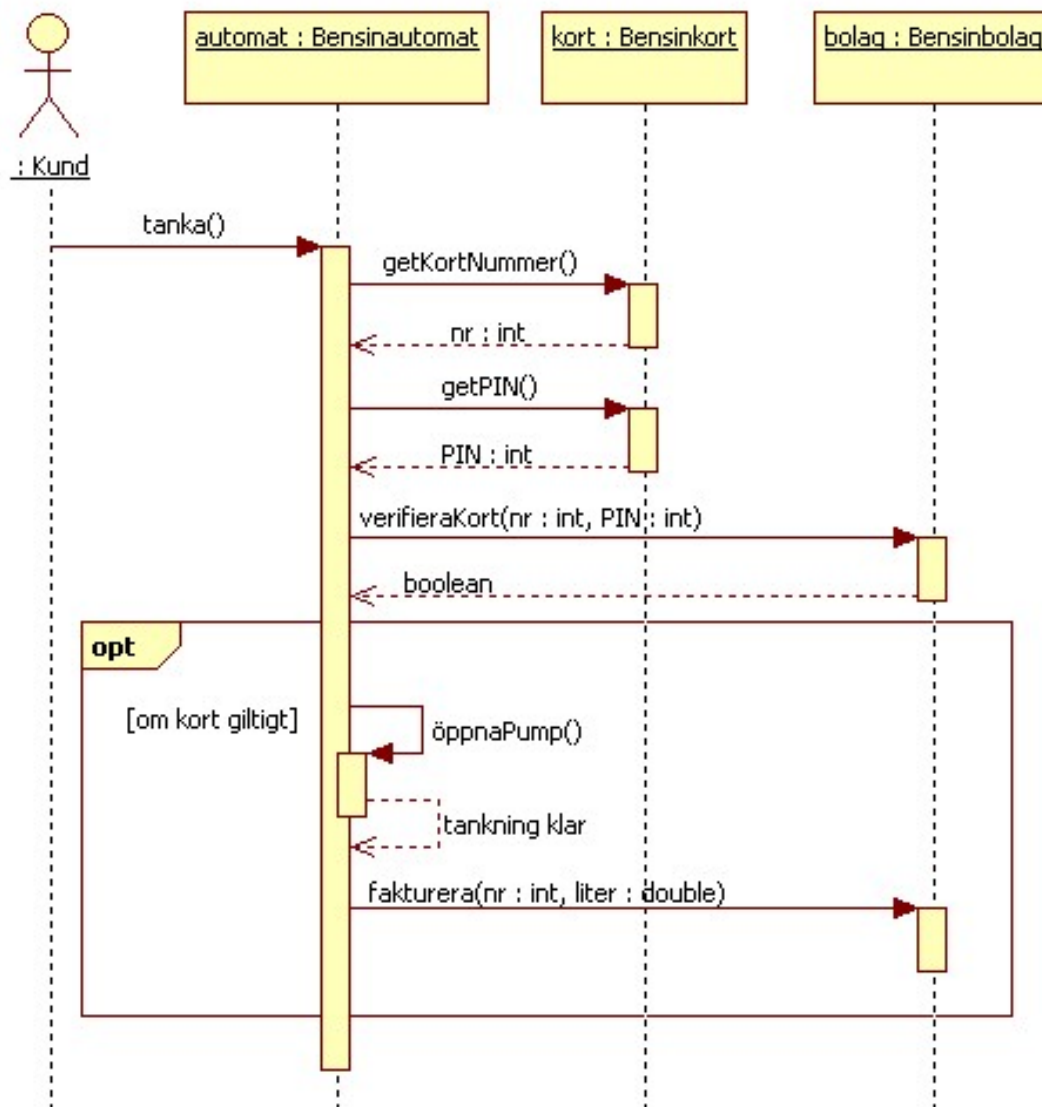 automat : Bensinautomat
kort : Bensinkort
bolag : Bensinbolag
: Kund
tanka()
getKortNummer()
nr : int
getPIN()
PIN : int
verifieraKort(nr : int, PIN : int)
boolean
opt
[om kort giltigt]
öppnaPump()
tankning klar
fakturera(nr : int, liter : double)